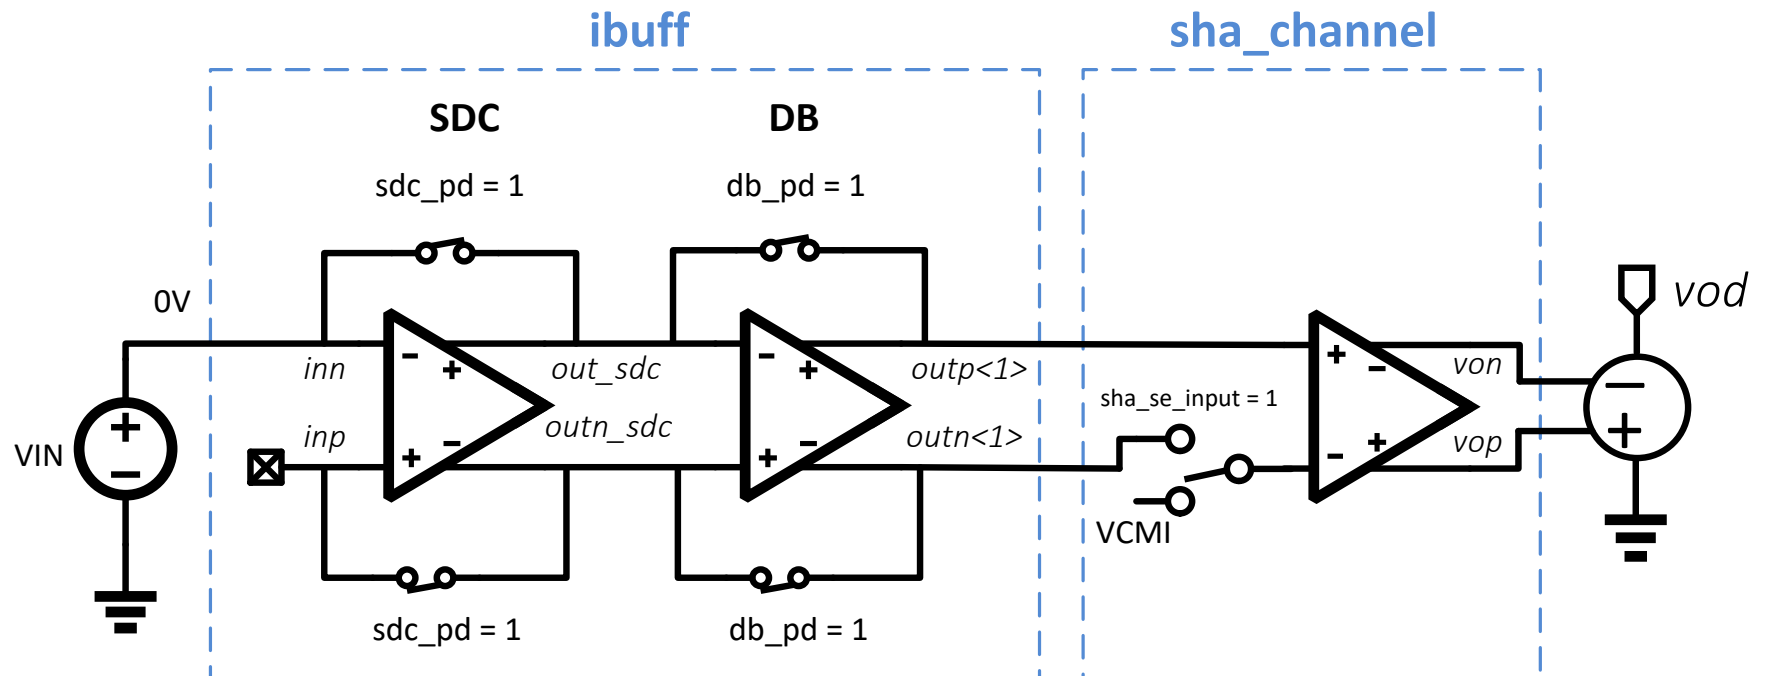 ibuff
sha_channel
SDC
DB
sdc_pd = 1
db_pd = 1
0V
vod
inn
out_sdc
outp<1>
von
sha_se_input = 1
inp
outn_sdc
outn<1>
vop
VIN
VCMI
sdc_pd = 1
db_pd = 1